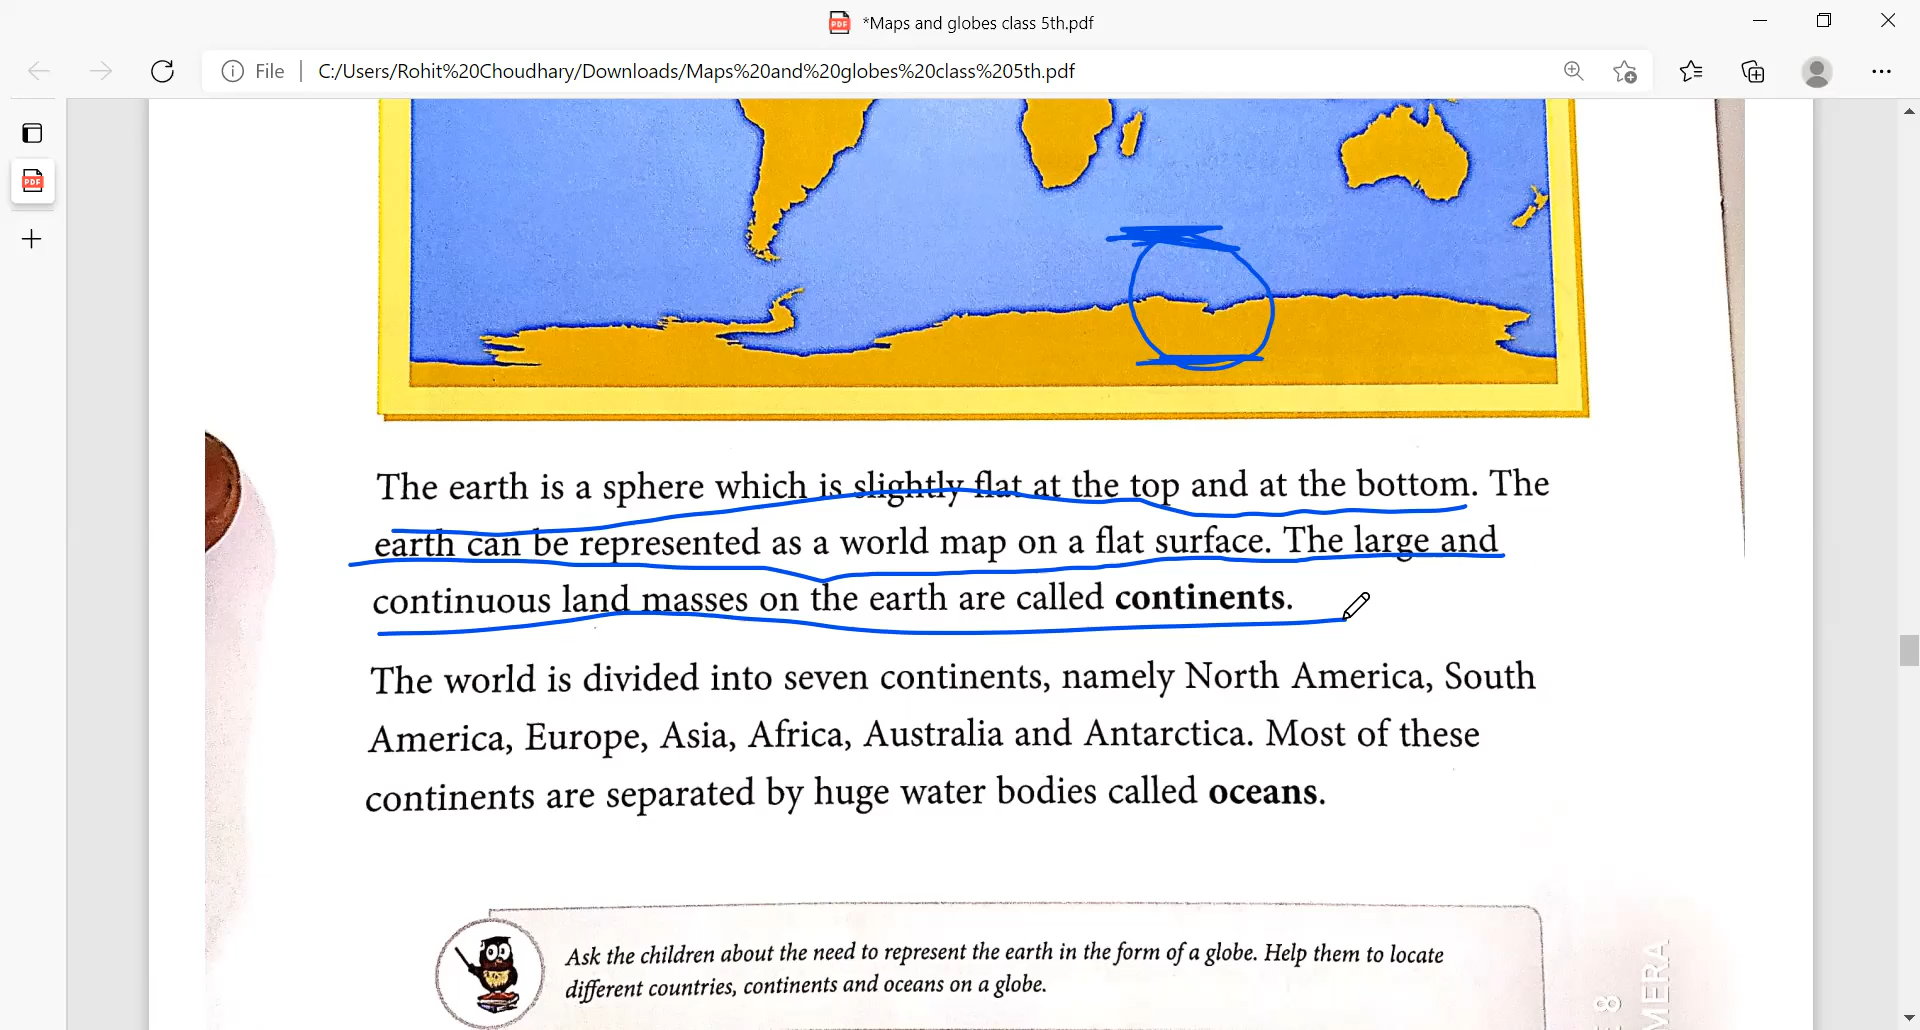 *Maps and globes class 5th.pdf
File
C:/Users/Rohit%20Choudhary/Downloads/Maps%20and%20globes%20class%205th.pdf
The earth is a sphere which is slightly flat at the top and at the bottom. The
earth can be represented as a world map on a flat surface. The large and
continuous land masses on the earth are called continents.
The world is divided into seven continents, namely North America, South
America, Europe, Asia, Africa, Australia and Antarctica. Most of these
continents are separated by huge water bodies called oceans.
Ask the children about the need to represent the earth in the form of a globe. Help them to locate
different countries, continents and oceans on a globe.